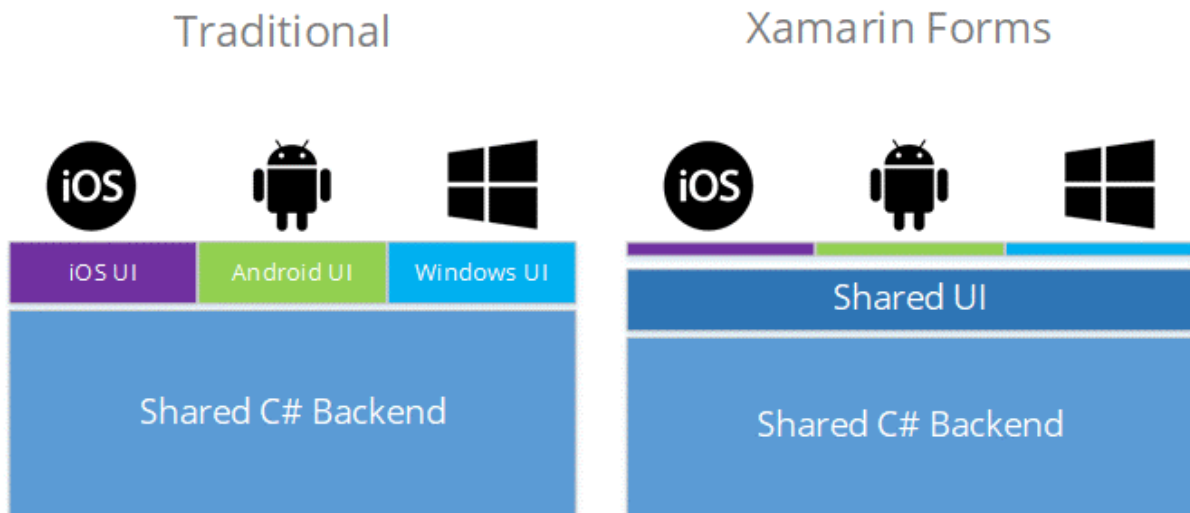 Traditional
Xamarin Forms
iOS
iOS
iOS UI
Android UI
Windows UI
Shared UI
Shared C# Backend
Shared C# Backend